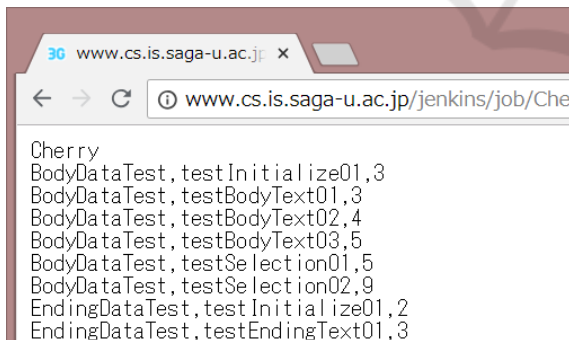 3G www.cs.is.saga-u.ac.jp
www.cs.is.saga-u.ac.jp/jenkins/job/Che
Cherry
BodyDataTest,testInitialize01,3
BodyDataTest,testBodyText01,3
BodyDataTest,testBodyText02,4
BodyDataTest,testBodyText03,5
BodyDataTest,testSelection01,5
BodyDataTest,testSelection02,9
EndingDataTest,testInitialize01,2
EndingDataTest,testEndingText01,3